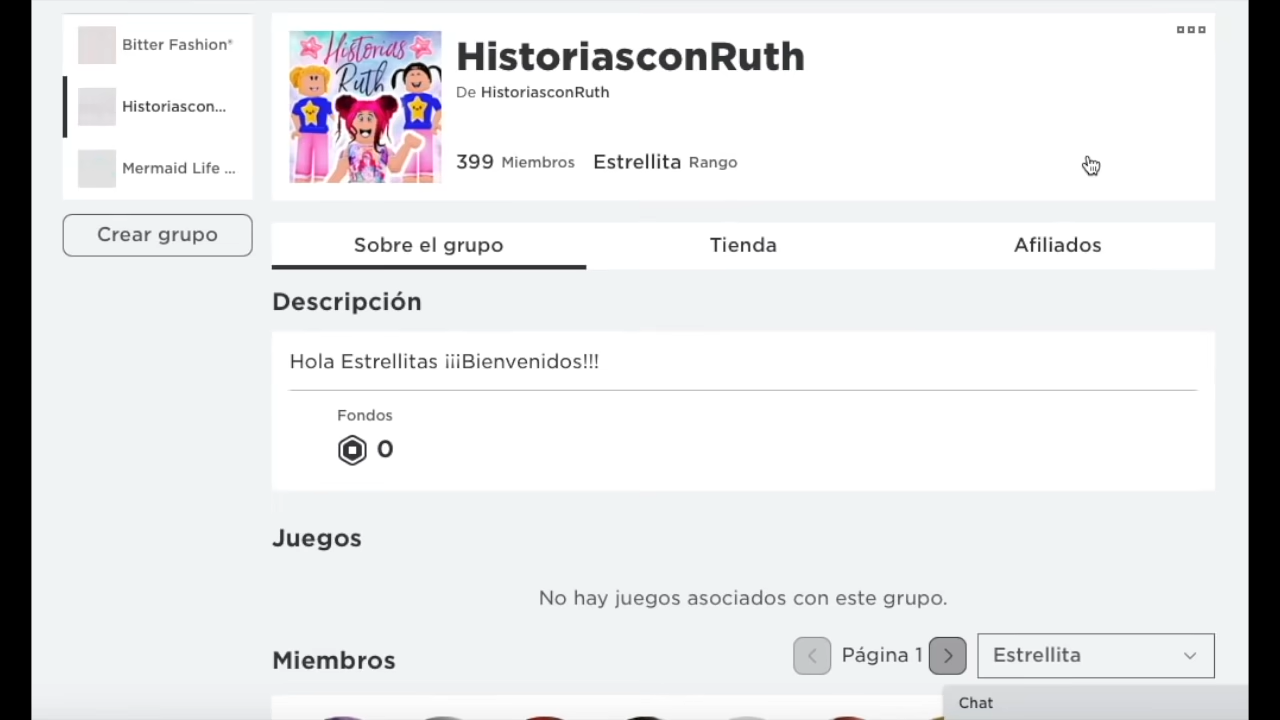 Bitter Fashion*
Historiascon...
Mermaid Life ...
Crear grupo
Historias
Ruth
HistoriasconRuth
De HistoriasconRuth
399 Miembros Estrellita Rango
Sobre el grupo Tienda Afiliados
Descripción
Hola Estrellitas ¡¡¡Bienvenidos!!!
Fondos
0
Juegos
No hay juegos asociados con este grupo.
Miembros
Página 1
Estrellita
Chat